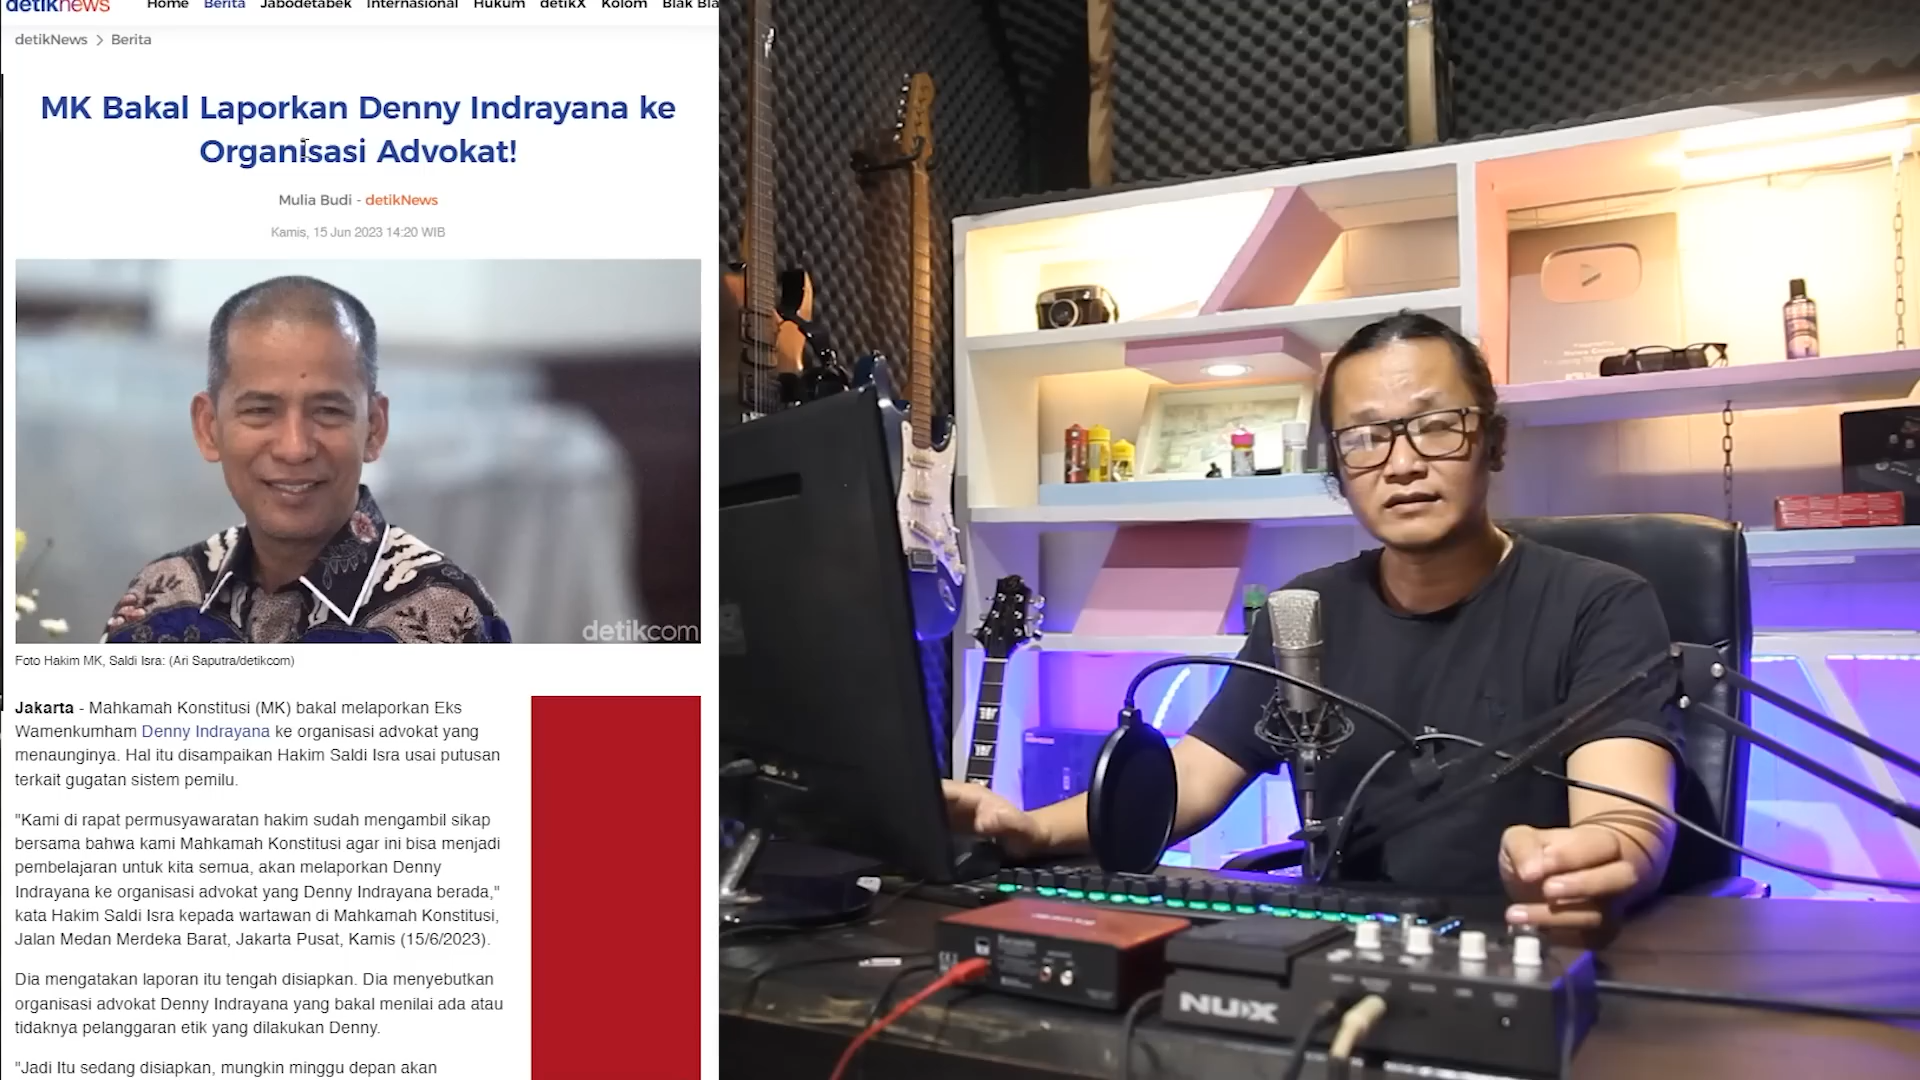 detiknews
Home Berita Jabodetabek Internasional Hukum detikX Kolom Blak Bla
detikNews > Berita
MK Bakal Laporkan Denny Indrayana ke
Organisasi Advokat!
Mulia Budi - detikNews
Kamis, 15 Jun 2023 14:20 WIB
detikcom
Foto Hakim MK, Saldi Isra: (Ari Saputra/detikcom)
Jakarta - Mahkamah Konstitusi (MK) bakal melaporkan Eks
Wamenkumham Denny Indrayana ke organisasi advokat yang
menaunginya. Hal itu disampaikan Hakim Saldi Isra usai putusan
terkait gugatan sistem pemilu.
"Kami di rapat permusyawaratan hakim sudah mengambil sikap
bersama bahwa kami Mahkamah Konstitusi agar ini bisa menjadi
pembelajaran untuk kita semua, akan melaporkan Denny
Indrayana ke organisasi advokat yang Denny Indrayana berada,"
kata Hakim Saldi Isra kepada wartawan di Mahkamah Konstitusi,
Jalan Medan Merdeka Barat, Jakarta Pusat, Kamis (15/6/2023).
Dia mengatakan laporan itu tengah disiapkan. Dia menyebutkan
organisasi advokat Denny Indrayana yang bakal menilai ada atau
tidaknya pelanggaran etik yang dilakukan Denny.
"Jadi Itu sedang disiapkan, mungkin minggu depan akan
NUX